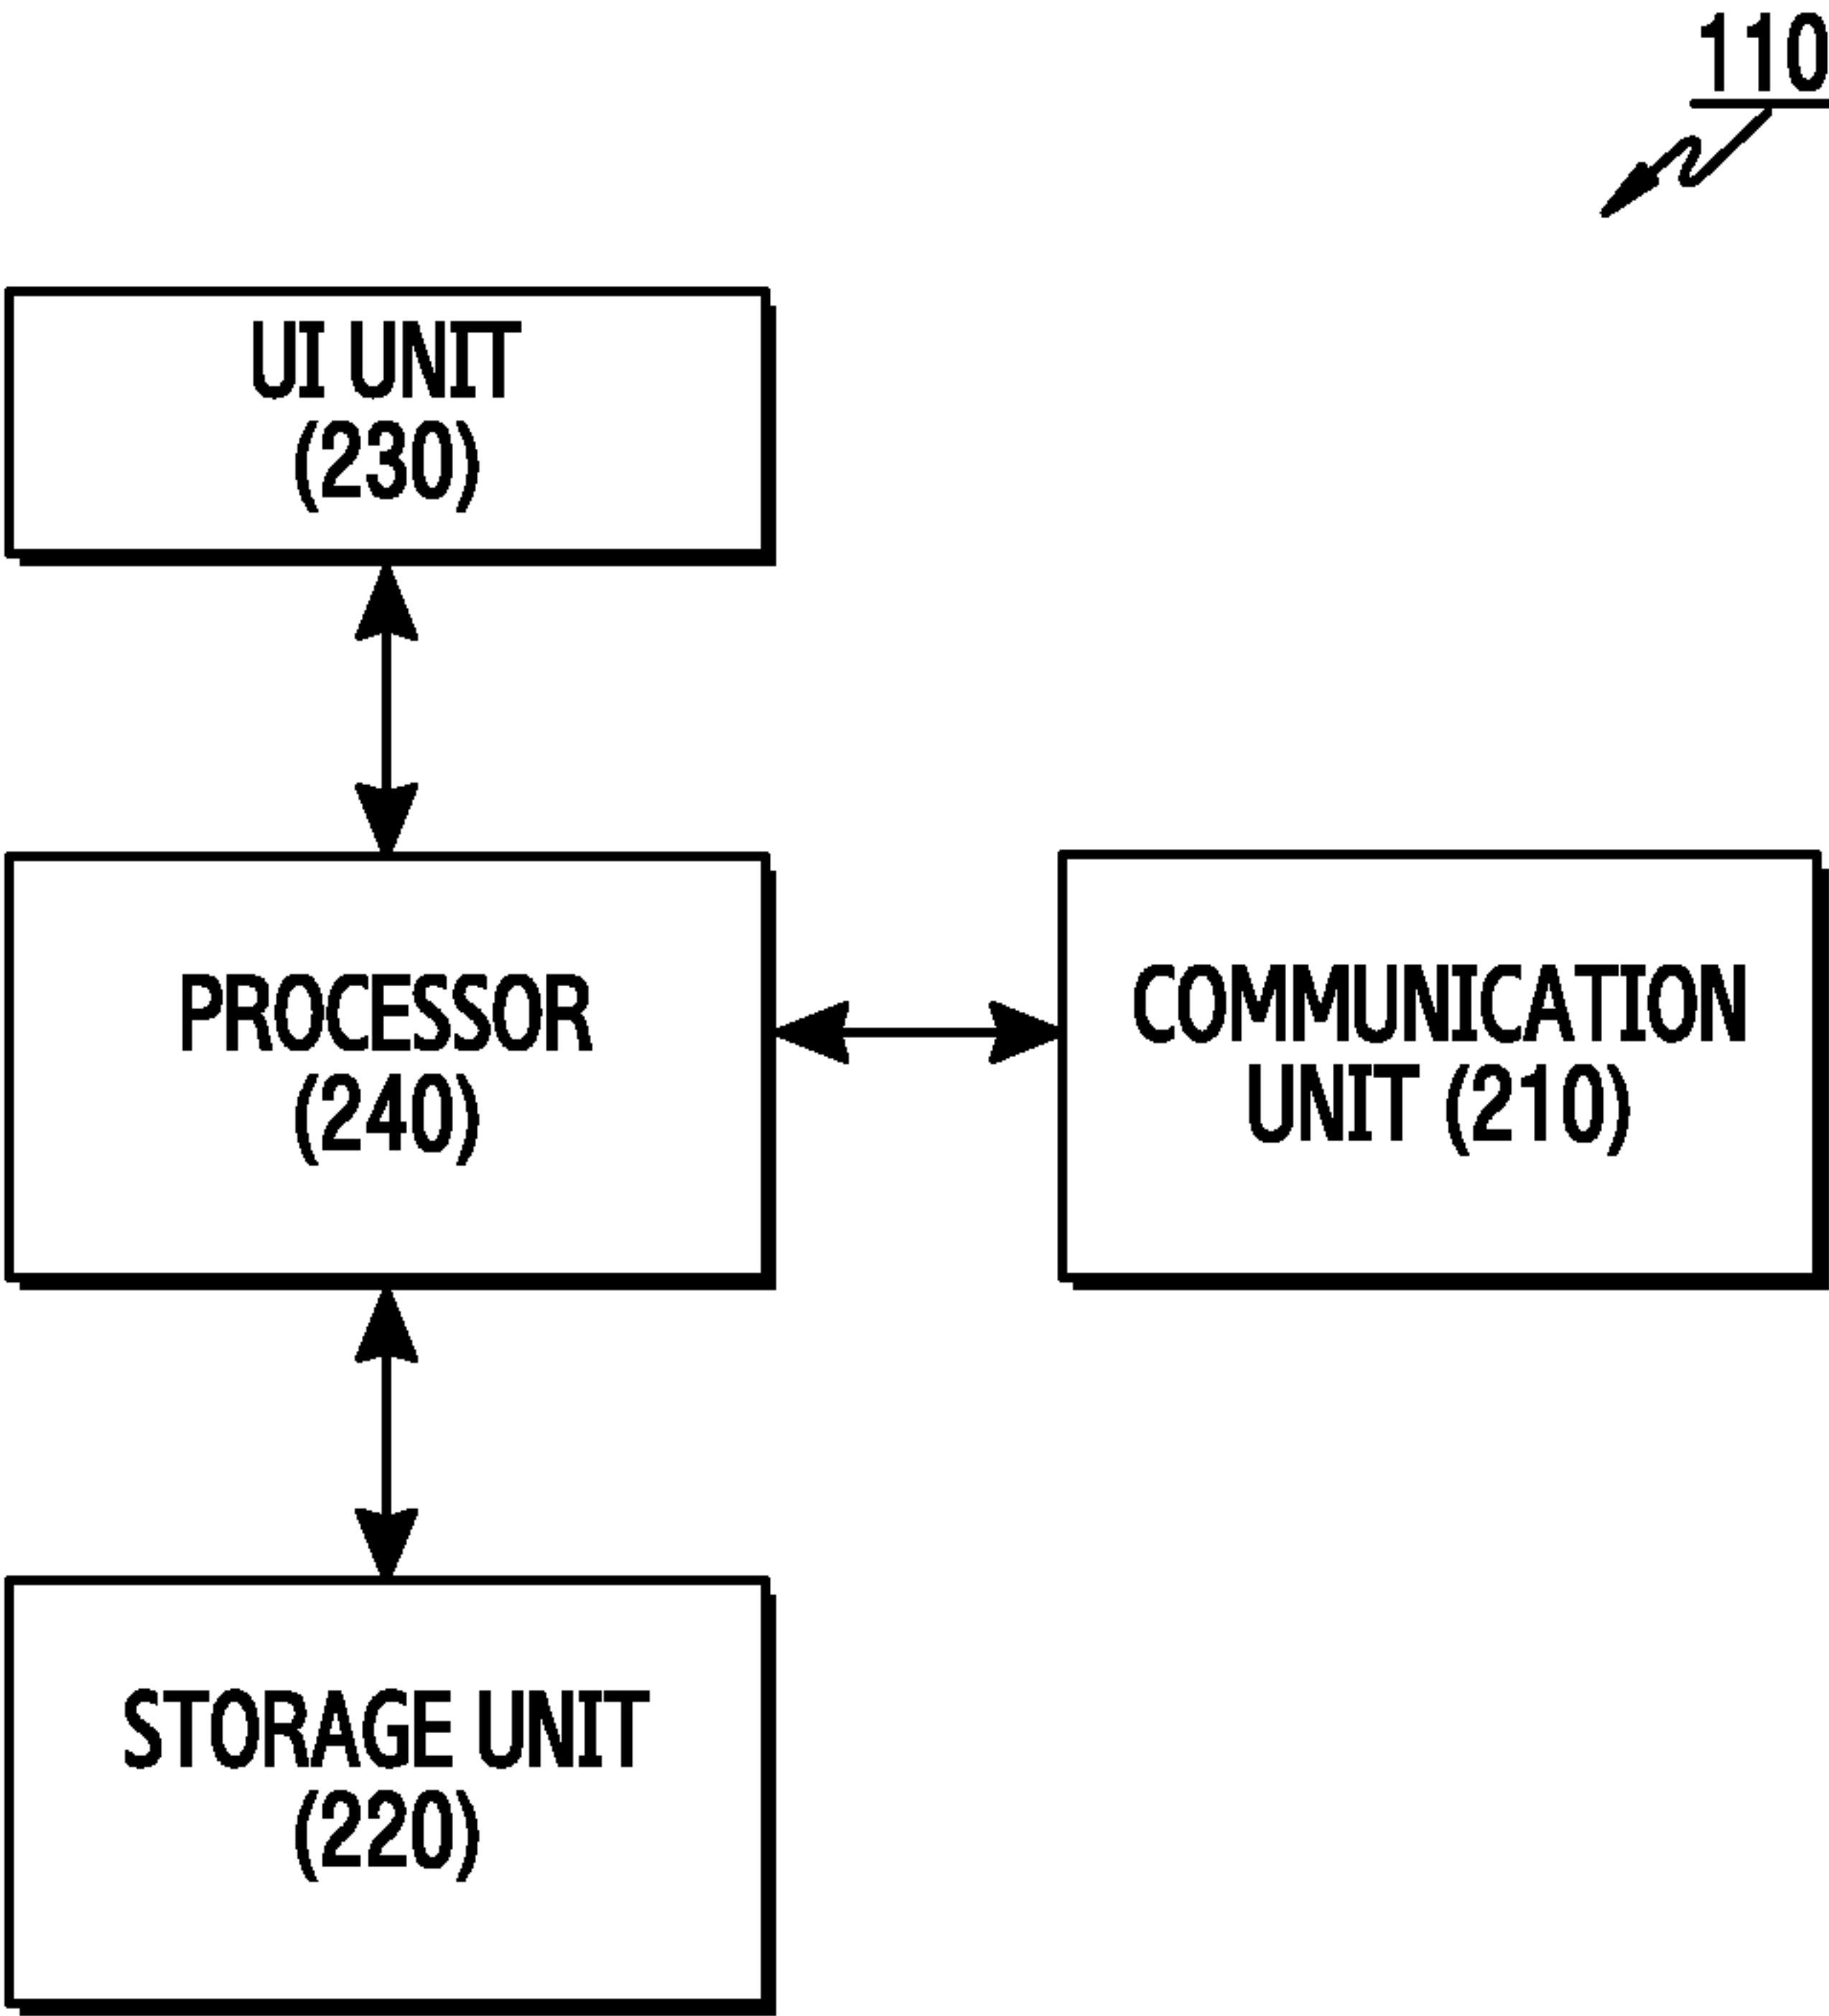 110
UI UNIT
(230)
PROCESSOR
(240)
COMMUNICATION
UNIT (210)
STORAGE UNIT
(220)